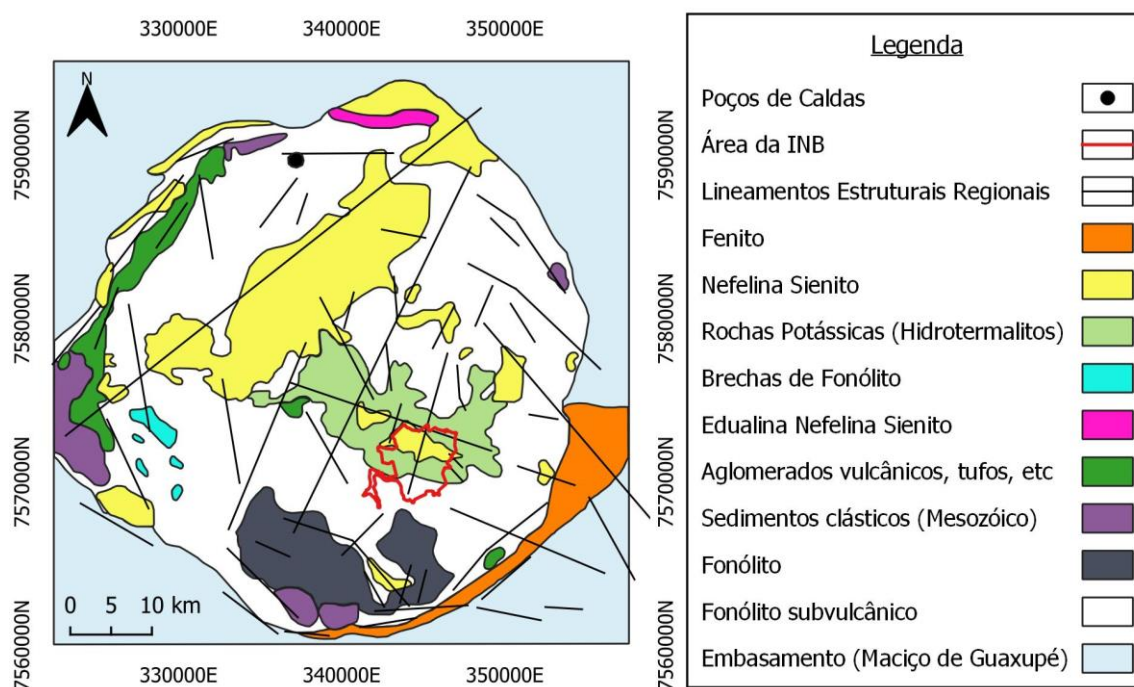 330000E 340000E 350000E
7590000N
7580000N
7570000N
7560000N
N
0 5 10 km
7590000N
7580000N
7570000N
7560000N
330000E 340000E 350000E
Legenda
Poços de Caldas
Área da INB
Lineamentos Estruturais Regionais
Fenito
Nefelina Sienito
Rochas Potássicas (Hidrotermalitos)
Brechas de Fonólito
Edualina Nefelina Sienito
Aglomerados vulcânicos, tufos, etc
Sedimentos clásticos (Mesozóico)
Fonólito
Fonólito subvulcânico
Embasamento (Maciço de Guaxupé)